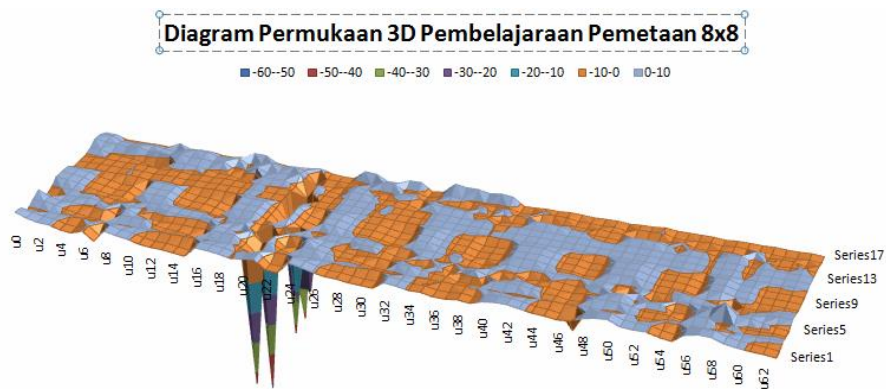 Diagram Permukaan 3D Pembelajaraan Pemetaan 8x8
-60--50 -50--40 -40--30 -30--20 -20--10 -10-0 0-10
u0
u2
u4
u6
u8
u10
u12
u14
u16
u18
u20
u22
u24
u26
u28
u30
u32
u34
u36
u38
u40
u42
u44
u46
u48
u50
u52
u54
u56
u58
u60
u62
Series17
Series13
Series9
Series5
Series1